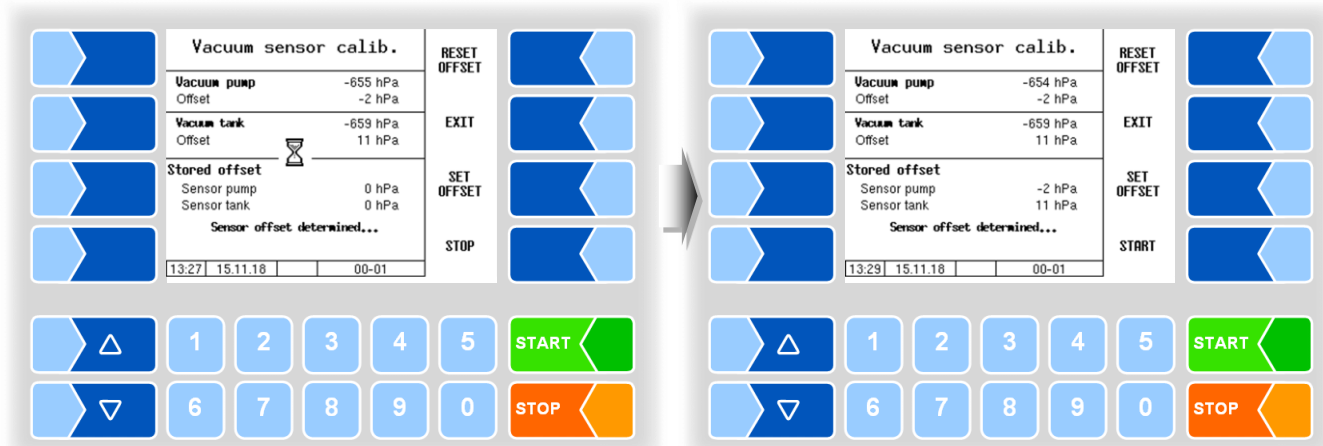 Vacuum sensor calib.
RESET
OFFSET
Vacuum pump -655 hPa
Offset -2 hPa
Vacuum tank -659 hPa
EXIT
Offset 11 hPa
Stored offset
SET
OFFSET
Sensor pump 0 hPa
Sensor tank 0 hPa
Sensor offset determined...
STOP
13:27 15.11.18 00-01
1 2 3 4 5 START
6 7 8 9 0 STOP
Vacuum sensor calib.
RESET
OFFSET
Vacuum pump -654 hPa
Offset -2 hPa
Vacuum tank -659 hPa
EXIT
Offset 11 hPa
Stored offset
SET
OFFSET
Sensor pump -2 hPa
Sensor tank 11 hPa
Sensor offset determined...
START
13:29 15.11.18 00-01
1 2 3 4 5 START
6 7 8 9 0 STOP